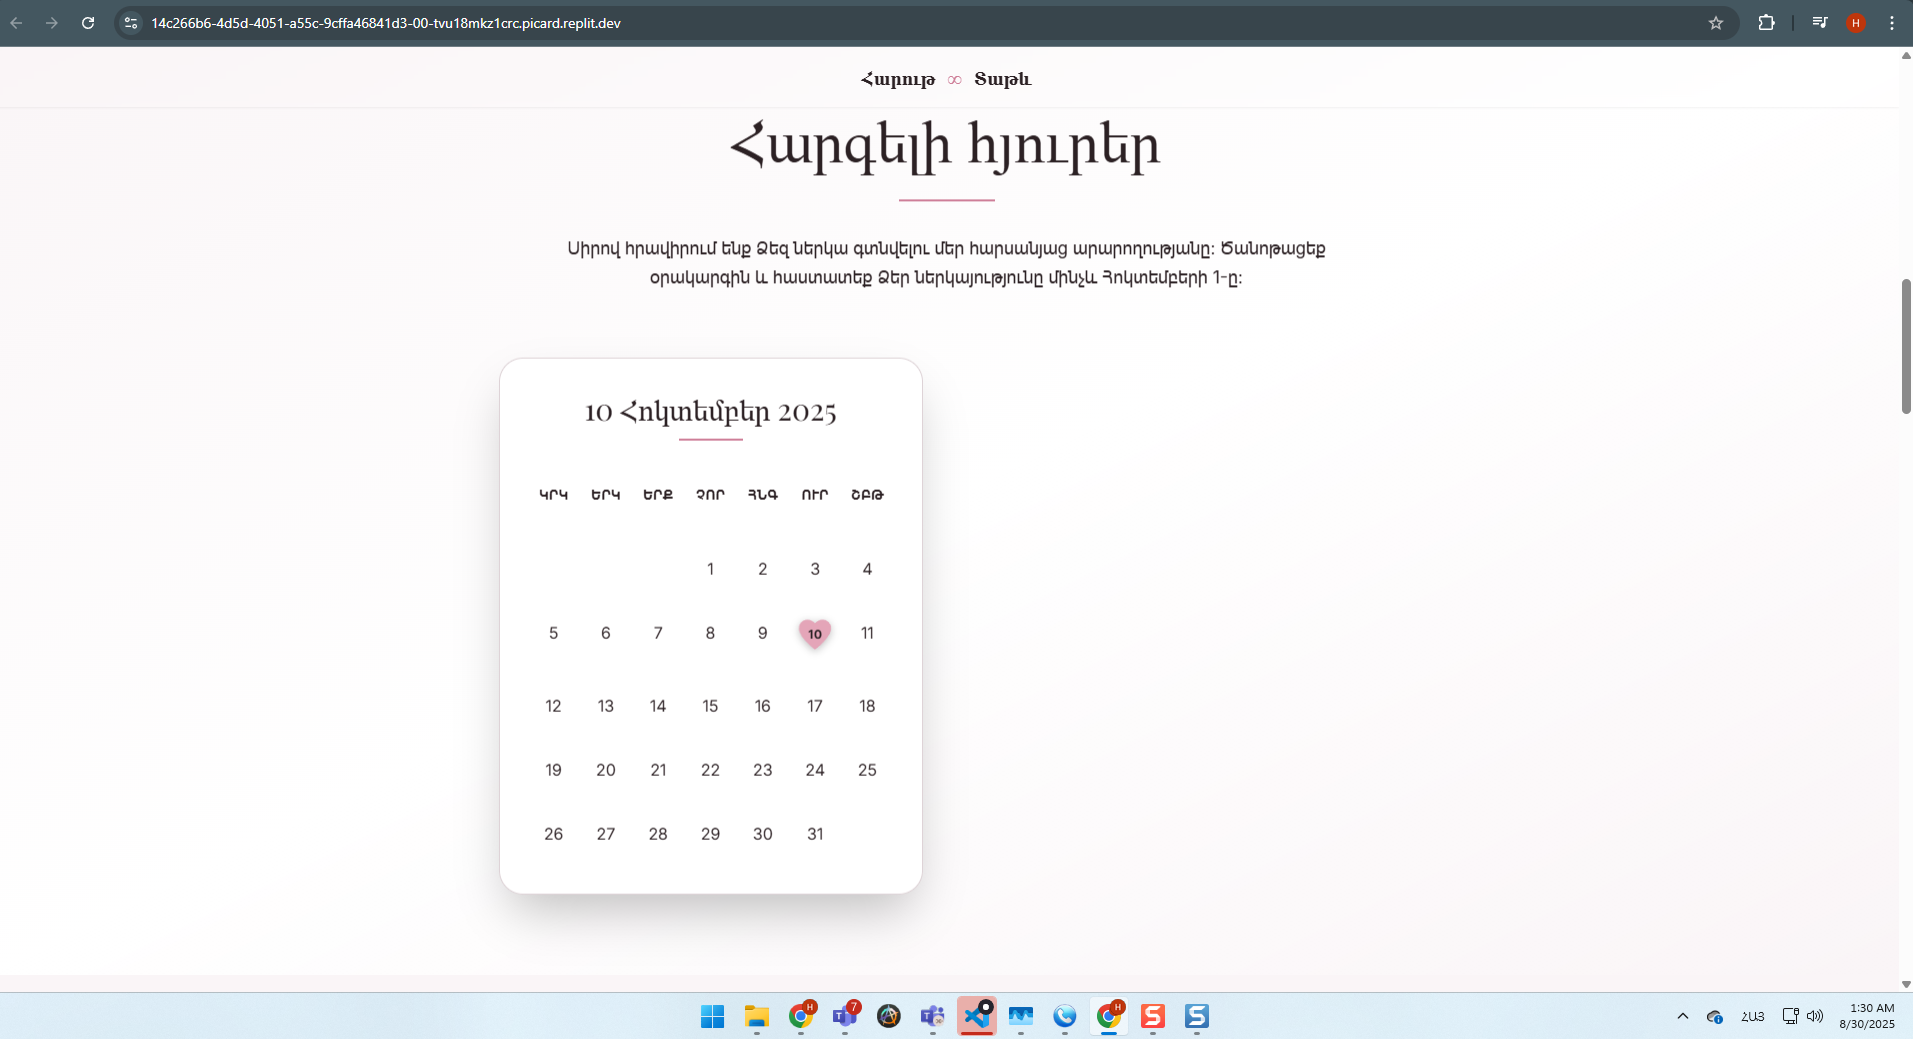 14c266b6-4d5d-4051-a55c-9cffa46841d3-00-tvu18mkz1crc.picard.replit.dev
H
Հարութ ∞ Տաթև
Հարգելի հյուրեր
Սիրով հրավիրում ենք Ձեզ ներկա գտնվելու մեր հարսանյաց արարողությանը: Ծանոթացեք
օրակարգին և հաստատեք Ձեր ներկայությունը մինչև Հոկտեմբերի 1-ը:
10 Հոկտեմբեր 2025
ԿՐԿ ԵՐԿ ԵՐՔ ՉՈՐ ՀՆԳ ՈՒՐ ՇԲԹ
1 2 3 4
5 6 7 8 9 10 11
12 13 14 15 16 17 18
19 20 21 22 23 24 25
26 27 28 29 30 31
H 7 H
ՀԱՅ
1:30 AM
8/30/2025